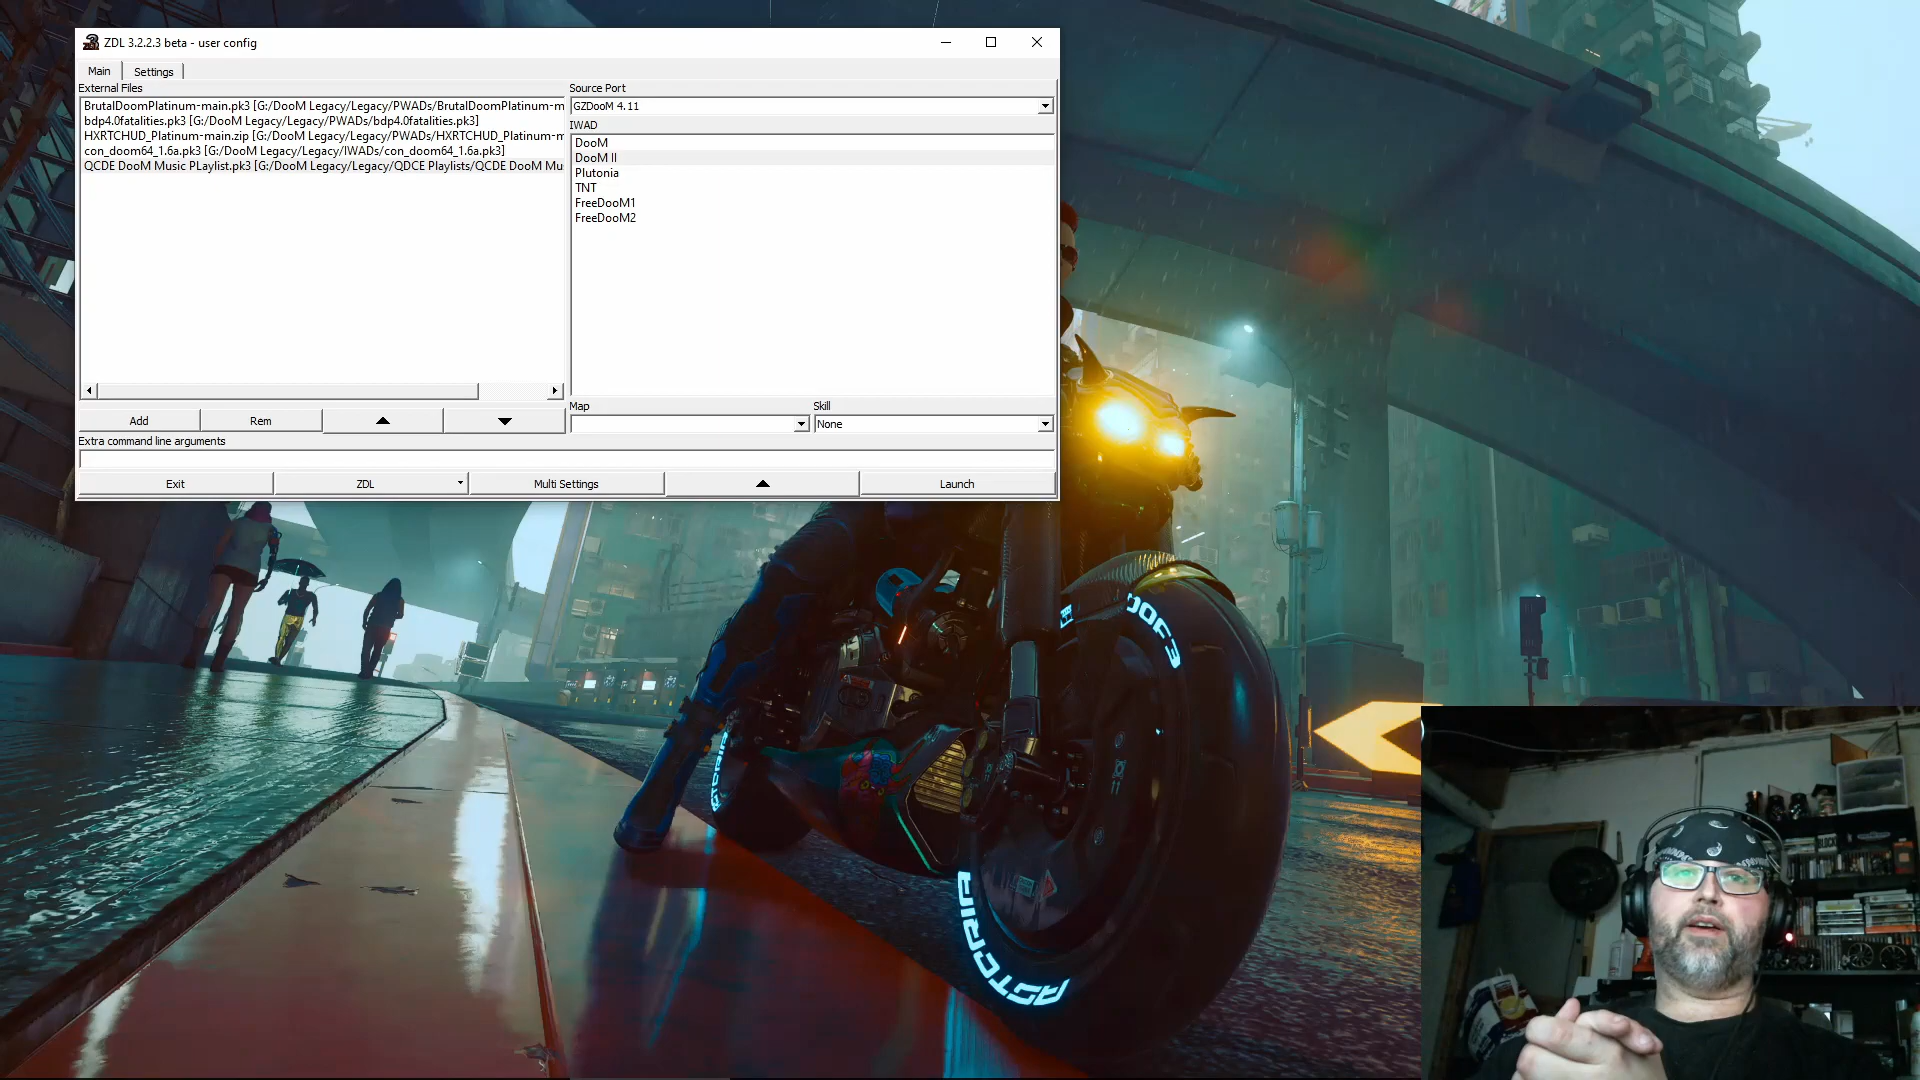 ZDL 3.2.2.3 beta - user config
Main
Settings
External Files
BrutalDoomPlatinum-main.pk3 [G:/DooM Legacy/Legacy/PWADs/BrutalDoomPlatinum-m
bdp4.0fatalities.pk3 [G:/DooM Legacy/Legacy/PWADs/bdp4.0fatalities.pk3]
HXRTCHUD_Platinum-main.zip [G:/DooM Legacy/Legacy/PWADs/HXRTCHUD_Platinum-m
con_doom64_1.6a.pk3 [G:/DooM Legacy/Legacy/IWADs/con_doom64_1.6a.pk3]
QCDE DooM Music PLaylist.pk3 [G:/DooM Legacy/Legacy/QDCE Playlists/QCDE DooM Mu
Source Port
GZDooM 4.11
IWAD
DooM
DooM II
Plutonia
TNT
FreeDooM1
FreeDooM2
Add
Rem
Map
Skill
None
Extra command line arguments
Exit
ZDL
Multi Settings
Launch